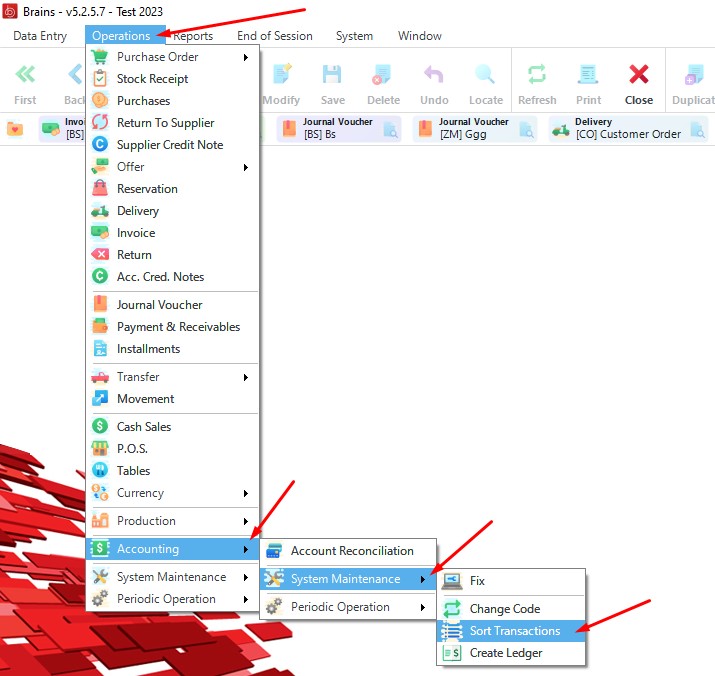 Brains - v5.2.5.7 - Test 2023
Data Entry Operations Reports End of Session System Window
First Back Modify Save Delete Undo Locate Refresh Print Close Duplicat
Invoi
[BS]
Journal Voucher
[BS] Bs
Journal Voucher
[ZM] Ggg
Delivery
[CO] Customer Order
Purchase Order
Stock Receipt
Purchases
Return To Supplier
Supplier Credit Note
Offer
Reservation
Delivery
Invoice
Return
Acc. Cred. Notes
Journal Voucher
Payment & Receivables
Installments
Transfer
Movement
Cash Sales
P.O.S.
Tables
Currency
Production
Accounting
System Maintenance
Periodic Operation
Account Reconciliation
System Maintenance
Periodic Operation
Fix
Change Code
Sort Transactions
Create Ledger